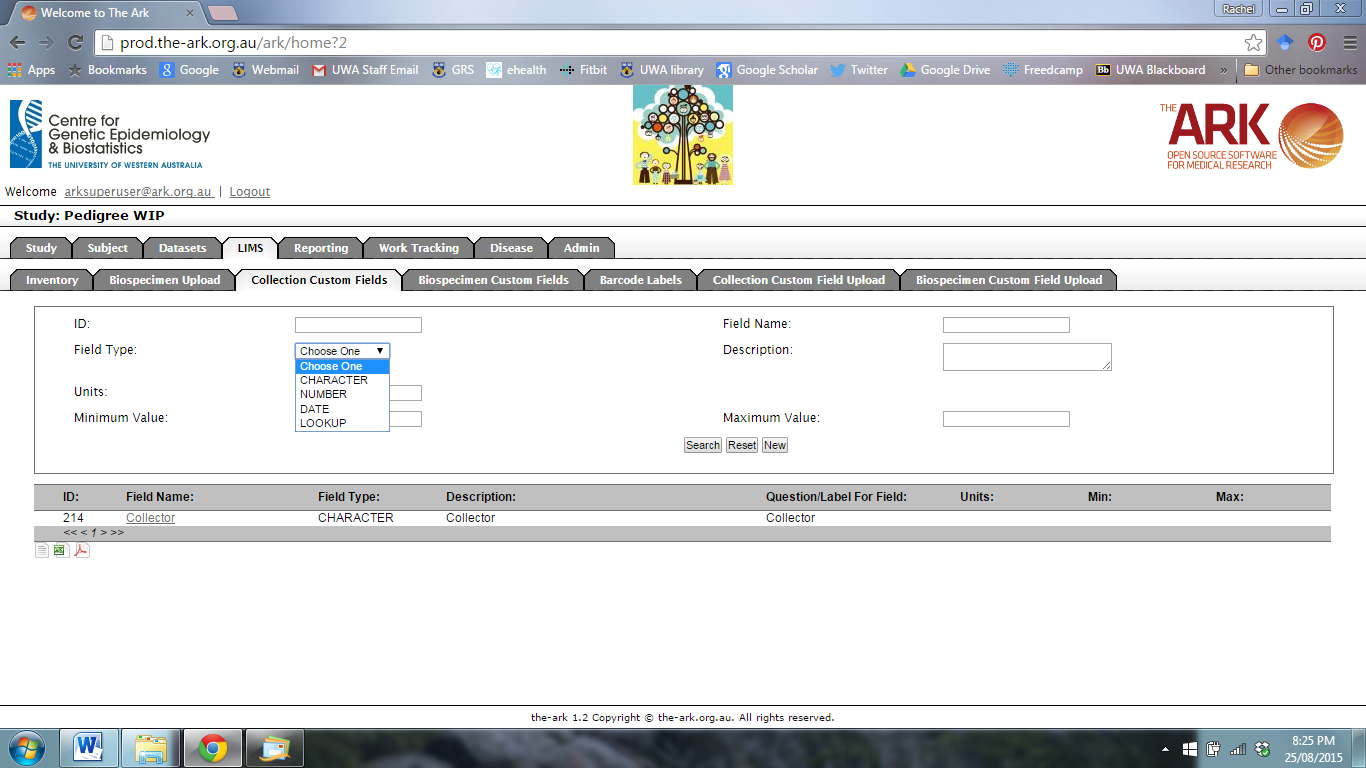 Welcome to The Ark
Rachel
prod.the-ark.org.au/ark/home?2
Apps Bookmarks Google Webmail UWA Staff Email GRS ehealth Fitbit UWA library Google Scholar Twitter Google Drive Freedcamp Bb UWA Blackboard » Other bookmarks
Centre for
Genetic Epidemiology
& Biostatistics
THE UNIVERSITY OF WESTERN AUSTRALIA
THE ARK
OPEN SOURCE SOFTWARE
FOR MEDICAL RESEARCH
Welcome arksuperuser@ark.org.au | Logout
Study: Pedigree WIP
Study Subject Datasets LIMS Reporting Work Tracking Disease Admin
Inventory Biospecimen Upload Collection Custom Fields Biospecimen Custom Fields Barcode Labels Collection Custom Field Upload Biospecimen Custom Field Upload
ID: Field Name:
Field Type: Choose One Description:
Choose One
CHARACTER
NUMBER
DATE
LOOKUP
Units:
Minimum Value: Maximum Value:
Search Reset New
ID: Field Name: Field Type: Description: Question/Label For Field: Units: Min: Max:
214 Collector CHARACTER Collector Collector
<< < 1 > >>
the-ark 1.2 Copyright © the-ark.org.au. All rights reserved.
8:25 PM
25/08/2015